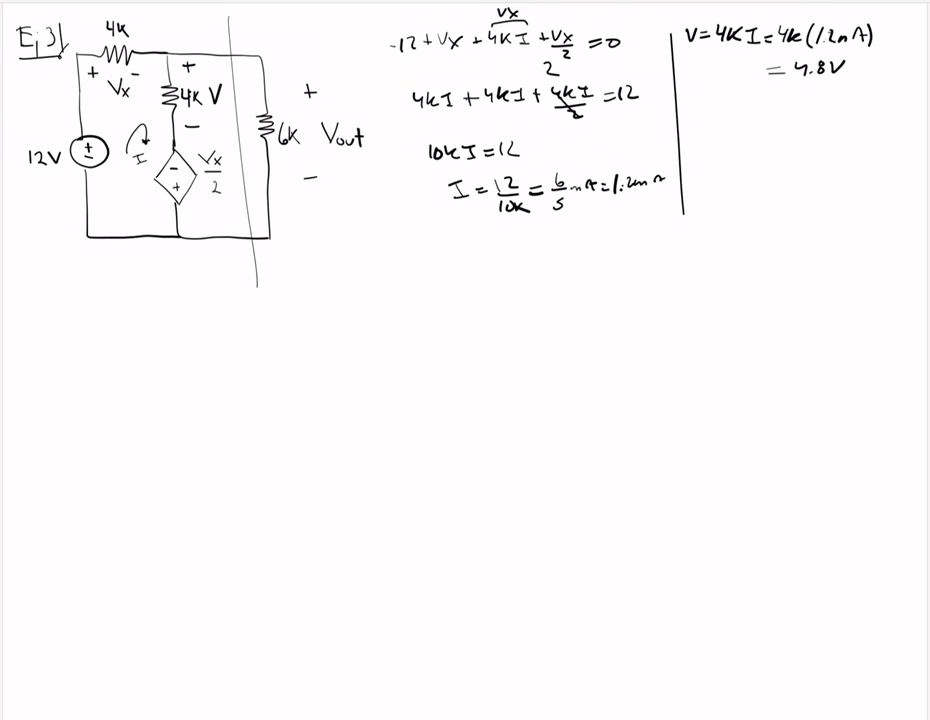 Ej 3)
4k
+ Vx -
12V
I
+
4k V
-
Vx/2
+
6k Vout
-
Vx
-12 + Vx + 4KI + Vx/2 = 0
2
4kI + 4kI + 4kI/2 = 12
10kI = 12
I = 12/10k = 6/5 mA = 1.2mA
V = 4KI = 4k(1.2mA)
= 4.8V